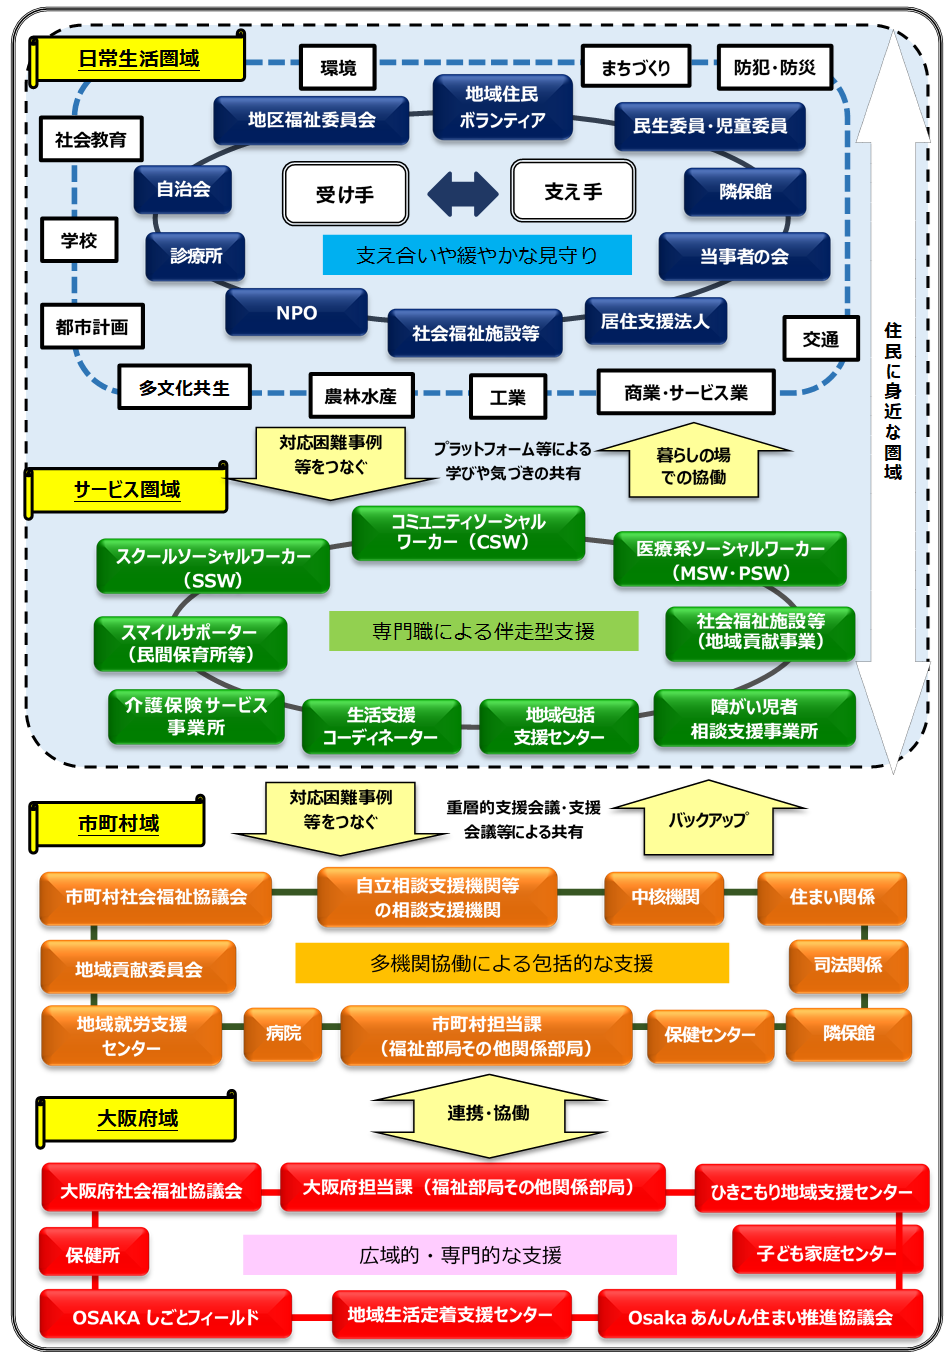 日常生活圏域
環境
まちづくり
防犯・防災
地域住民
ボランティア
地区福祉委員会
民生委員・児童委員
社会教育
自治会
受け手
支え手
隣保館
学校
診療所
支え合いや緩やかな見守り
当事者の会
NPO
社会福祉施設等
居住支援法人
都市計画
交通
多文化共生
農林水産
工業
商業・サービス業
住民に身近な圏域
対応困難事例
等をつなぐ
プラットフォーム等による
学びや気づきの共有
暮らしの場
での協働
サービス圏域
コミュニティソーシャル
ワーカー（CSW）
スクールソーシャルワーカー
（SSW）
医療系ソーシャルワーカー
（MSW・PSW）
スマイルサポーター
（民間保育所等）
専門職による伴走型支援
社会福祉施設等
（地域貢献事業）
介護保険サービス
事業所
生活支援
コーディネーター
地域包括
支援センター
障がい児者
相談支援事業所
対応困難事例
等をつなぐ
重層的支援会議・支援
会議等による共有
バックアップ
市町村域
市町村社会福祉協議会
自立相談支援機関等
の相談支援機関
中核機関
住まい関係
地域貢献委員会
多機関協働による包括的な支援
司法関係
地域就労支援
センター
病院
市町村担当課
（福祉部局その他関係部局）
保健センター
隣保館
連携・協働
大阪府域
大阪府社会福祉協議会
大阪府担当課（福祉部局その他関係部局）
ひきこもり地域支援センター
保健所
広域的・専門的な支援
子ども家庭センター
OSAKAしごとフィールド
地域生活定着支援センター
Osakaあんしん住まい推進協議会